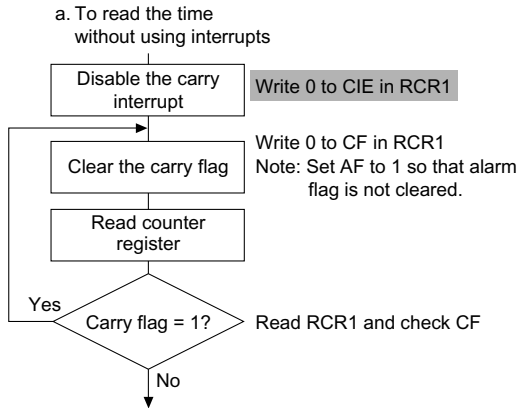 a. To read the time
without using interrupts
Disable the carry
interrupt
Write 0 to CIE in RCR1
Write 0 to CF in RCR1
Clear the carry flag
Note: Set AF to 1 so that alarm
flag is not cleared.
Read counter
register
Yes
Carry flag = 1?
Read RCR1 and check CF
No